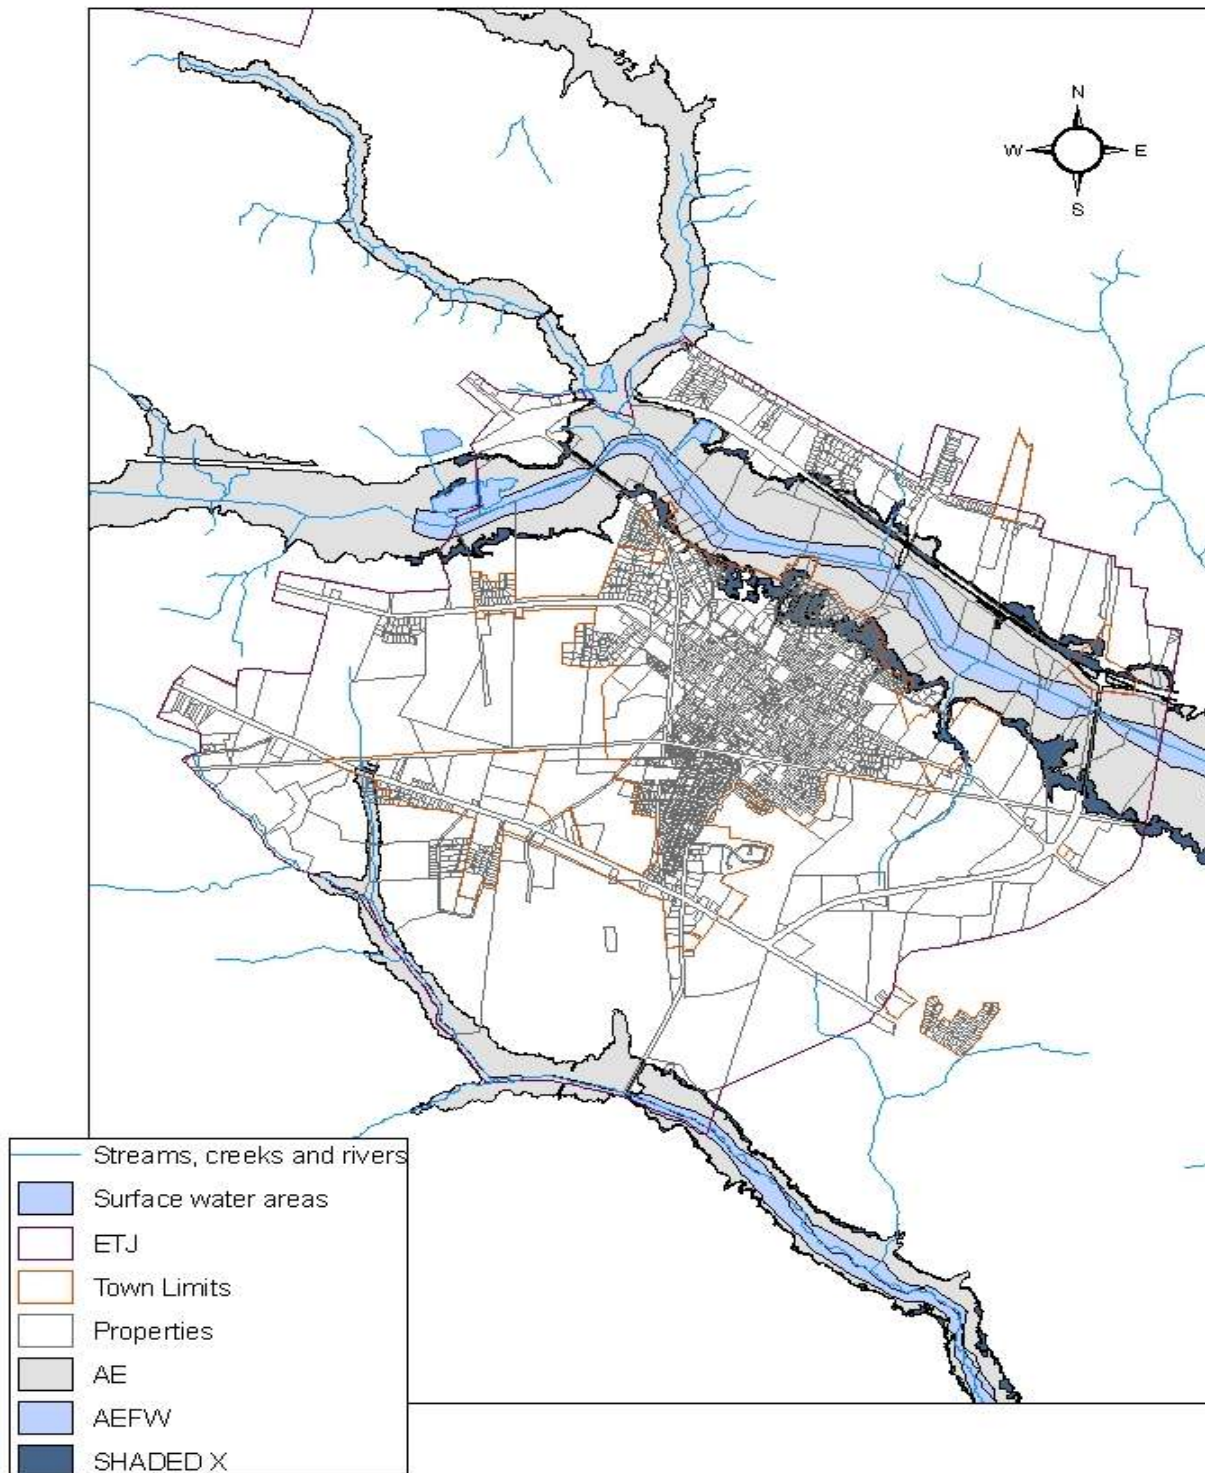 N
W E
S
Streams, creeks and rivers
Surface water areas
ETJ
Town Limits
Properties
AE
AEFW
SHADED X